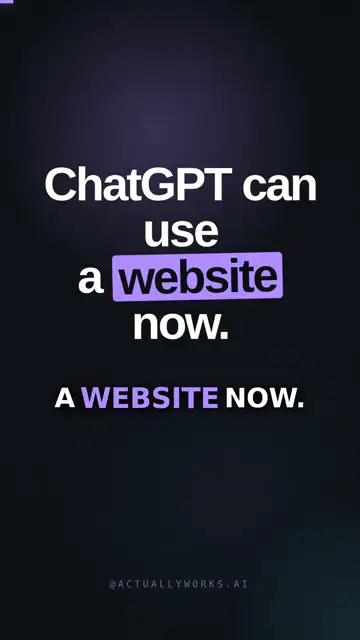 ChatGPT can
use
a website
now.
A WEBSITE NOW.
@ACTUALLYWORKS.AI